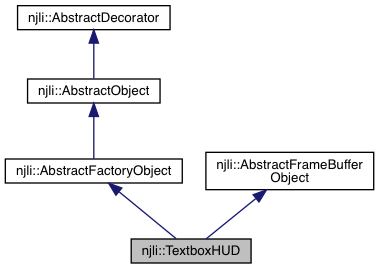 njli::AbstractDecorator
njli::AbstractObject
njli::AbstractFactoryObject
njli::AbstractFrameBuffer
Object
njli::TextboxHUD